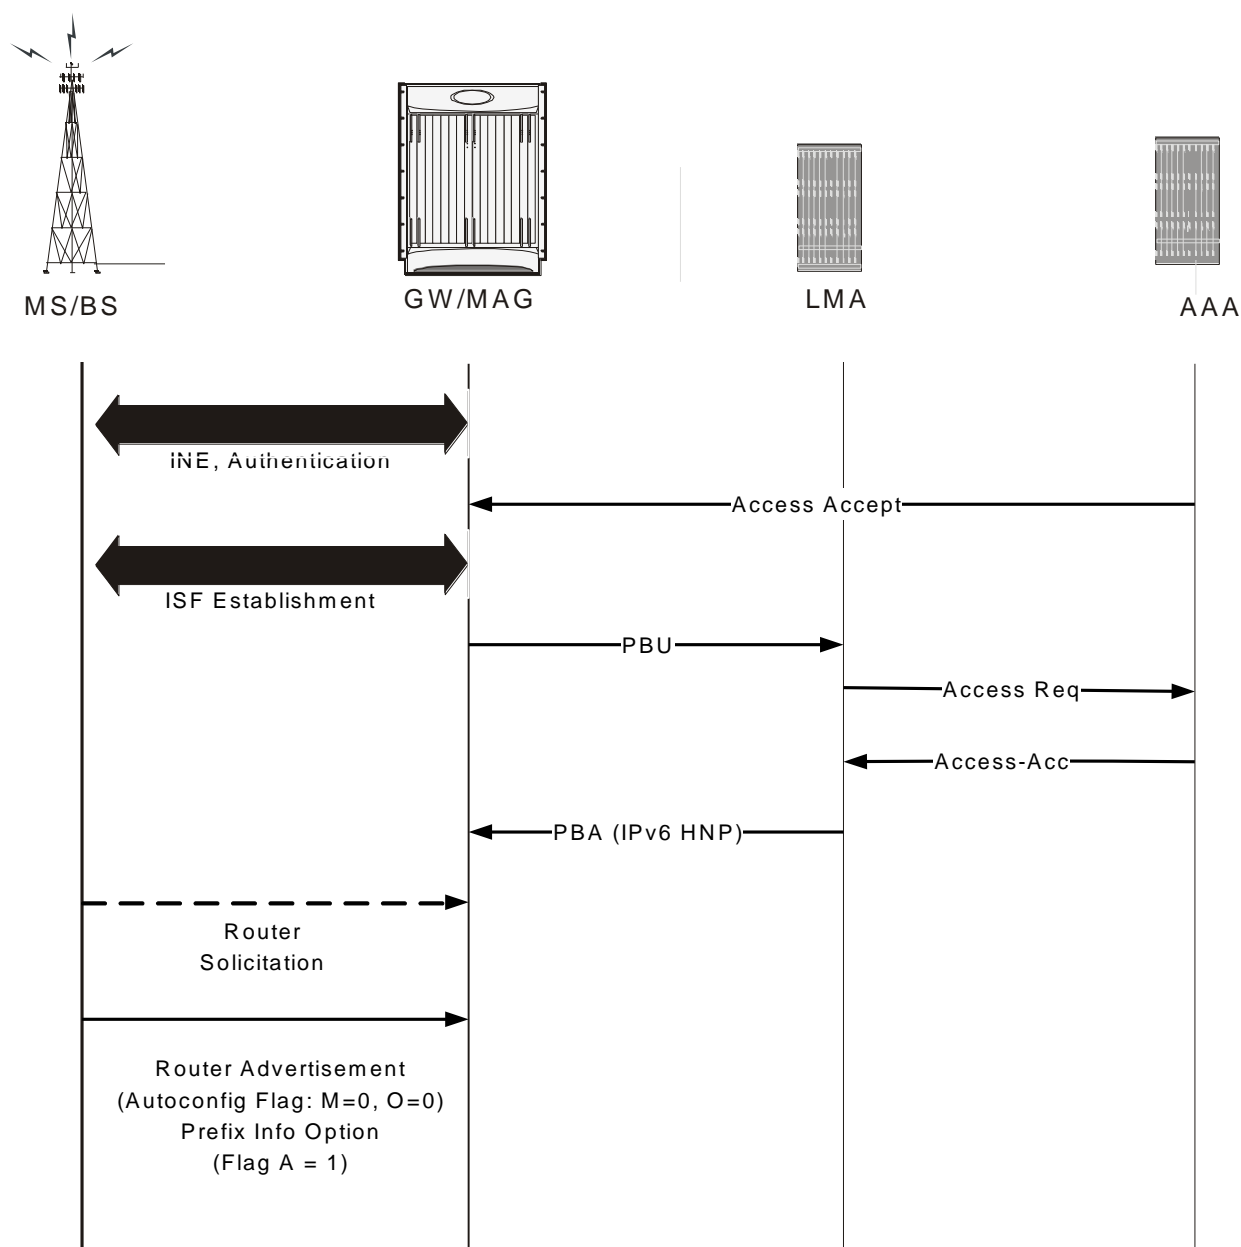 MS/BS
GW/MAG
LMA
AAA
INE, Authentication
Access Accept
ISF Establishment
PBU
Access Req
Access-Acc
PBA (IPv6 HNP)
Router
Solicitation
Router Advertisement
(Autoconfig Flag: M=0, O=0)
Prefix Info Option
(Flag A = 1)